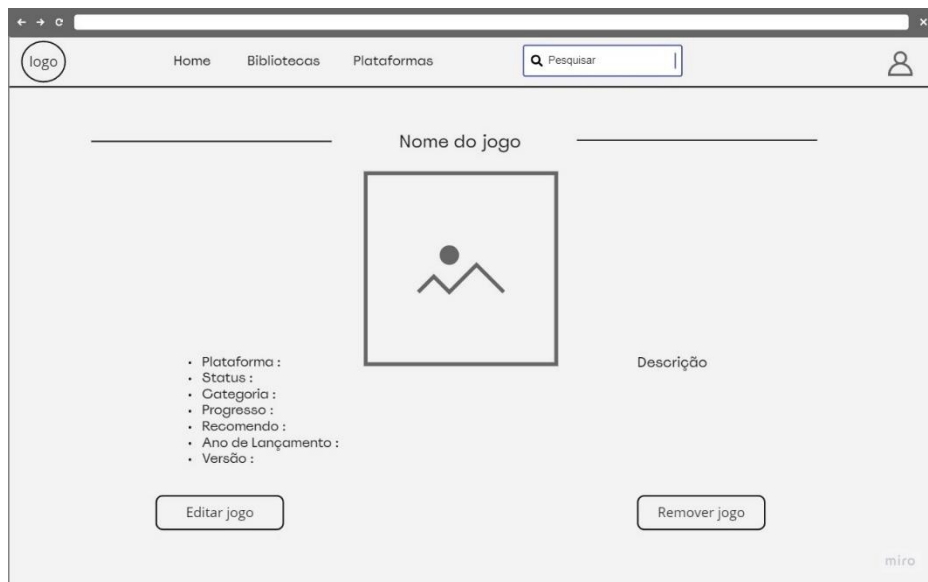 logo
Home
Bibliotecas
Plataformas
Pesquisar
Nome do jogo
• Plataforma :
• Status :
• Categoria :
• Progresso :
• Recomendo :
• Ano de Lançamento :
• Versão :
Descrição
Editar jogo
Remover jogo
miro